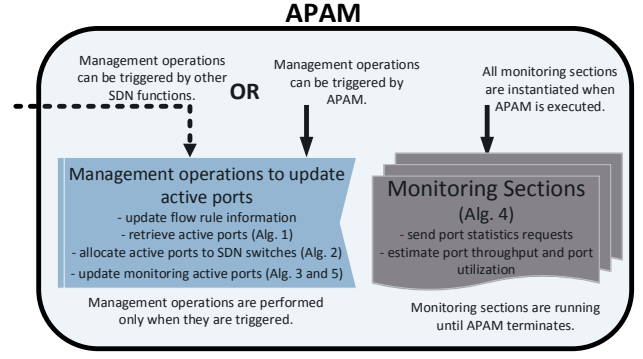 APAM
Management operations
can be triggered by other
SDN functions.
OR
Management operations
can be triggered by
APAM.
All monitoring sections
are instantiated when
APAM is executed.
Management operations to update
active ports
- update flow rule information
- retrieve active ports (Alg. 1)
- allocate active ports to SDN switches (Alg. 2)
- update monitoring active ports (Alg. 3 and 5)
Monitoring Sections
(Alg. 4)
- send port statistics requests
- estimate port throughput and port
utilization
Management operations are performed
only when they are triggered.
Monitoring sections are running
until APAM terminates.